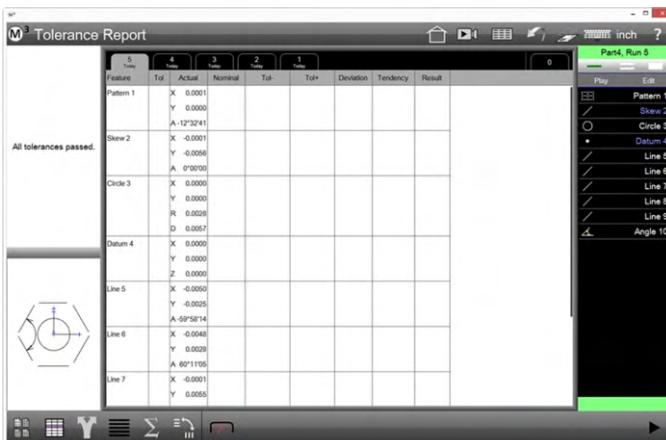 M³ Tolerance Report
inch ?
5 Today 4 Today 3 Today 2 Today 1 Today 0
Part4, Run 5
Feature Tol Actual Nominal Tol- Tol+ Deviation Tendency Result
Play Edit
All tolerances passed.
Pattern 1 X 0.0001
Y 0.0000
A -12°32'41
Skew 2 X -0.0001
Y -0.0056
A 0°00'00
Circle 3 X 0.0000
Y 0.0000
R 0.0028
D 0.0057
Datum 4 X 0.0000
Y 0.0000
Z 0.0000
Line 5 X -0.0050
Y -0.0025
A -59°58'14
Line 6 X -0.0048
Y 0.0028
A 60°11'05
Line 7 X -0.0001
Y 0.0055
Pattern 1
Skew 2
Circle 3
Datum 4
Line 5
Line 6
Line 7
Line 8
Line 9
Angle 10